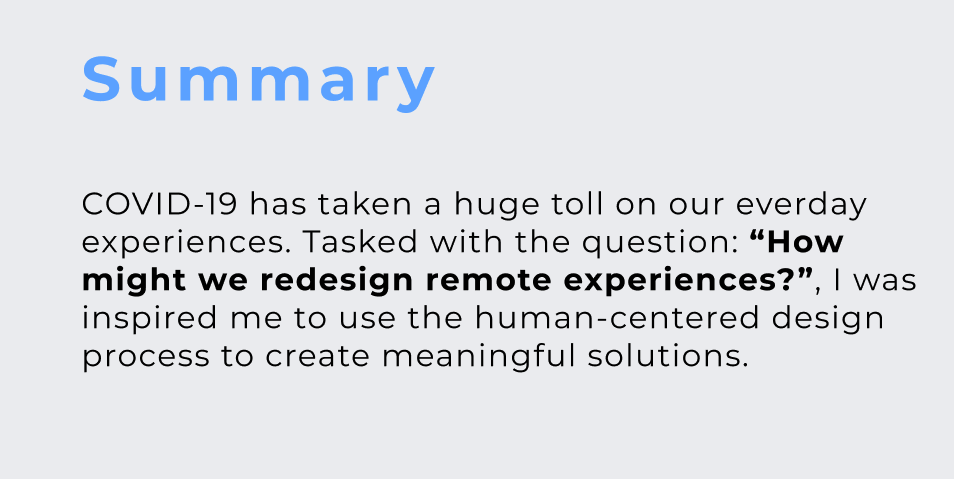 Summary
COVID-19 has taken a huge toll on our everday
experiences. Tasked with the question: “How
might we redesign remote experiences?”, I was
inspired me to use the human-centered design
process to create meaningful solutions.